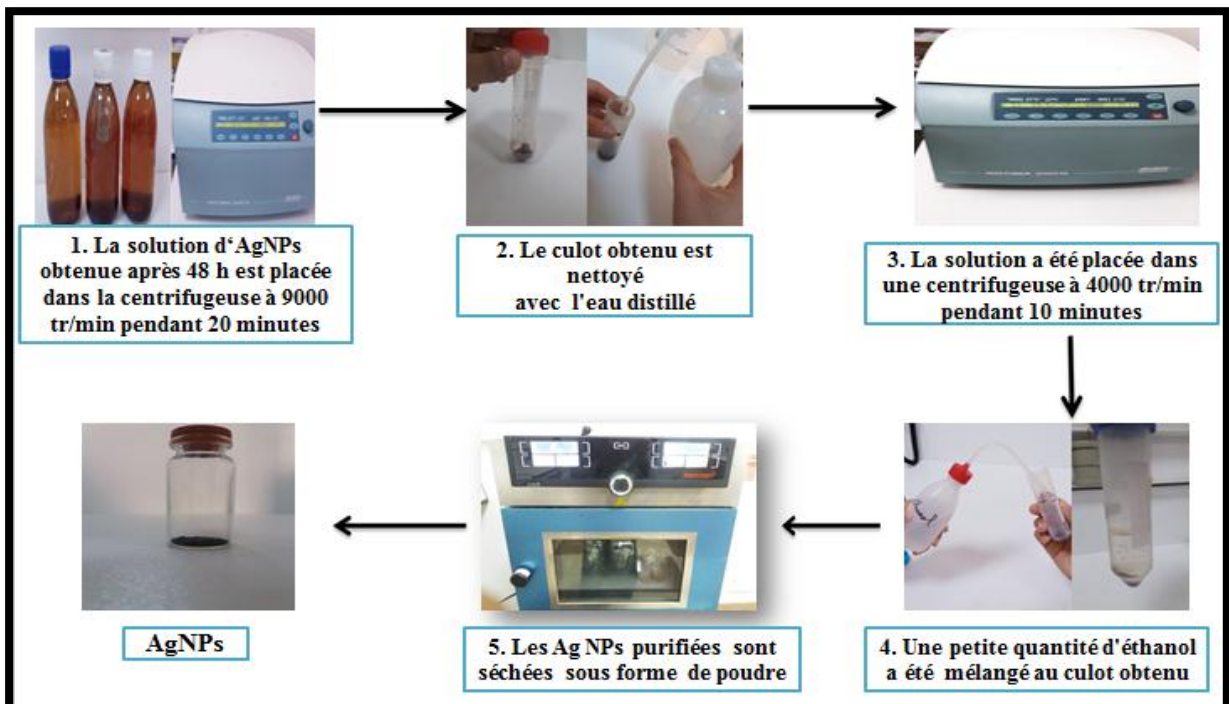 1. La solution d‘AgNPs
obtenue après 48 h est placée
dans la centrifugeuse à 9000
tr/min pendant 20 minutes
2. Le culot obtenu est
nettoyé
avec l'eau distillé
3. La solution a été placée dans
une centrifugeuse à 4000 tr/min
pendant 10 minutes
4. Une petite quantité d'éthanol
a été mélangé au culot obtenu
5. Les Ag NPs purifiées sont
séchées sous forme de poudre
AgNPs